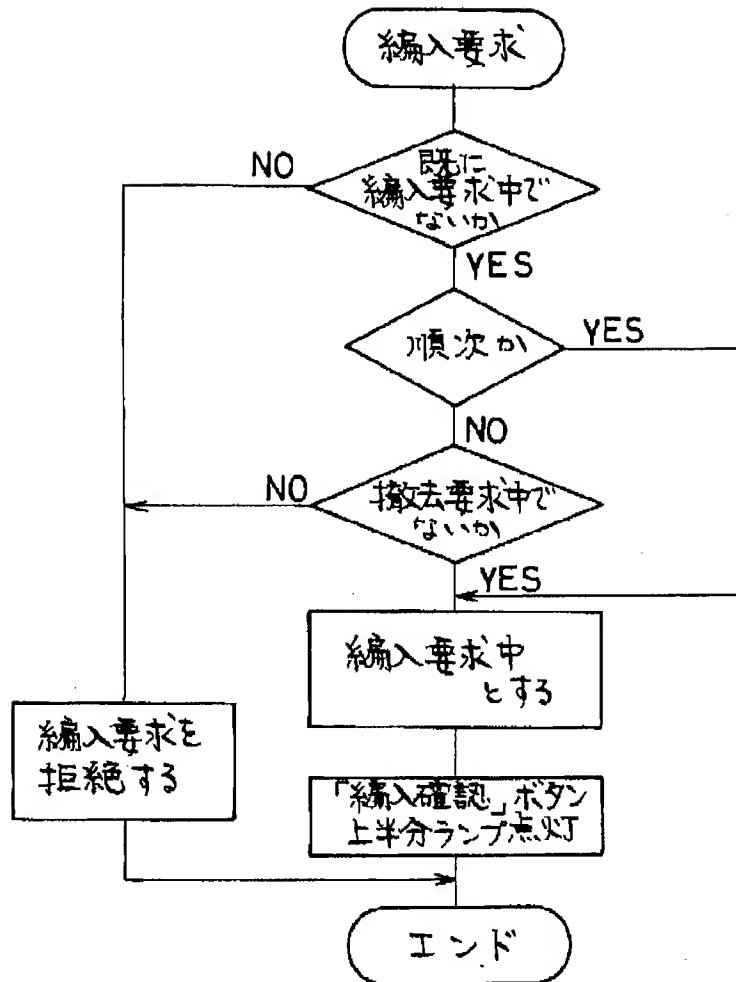 編入要求
既に
編入要求中で
ないか
NO
YES
順次か
YES
NO
撤去要求中で
ないか
NO
YES
編入要求中
とする
編入要求を
拒絶する
「編入確認」ボタン
上半分ランプ点灯
エンド